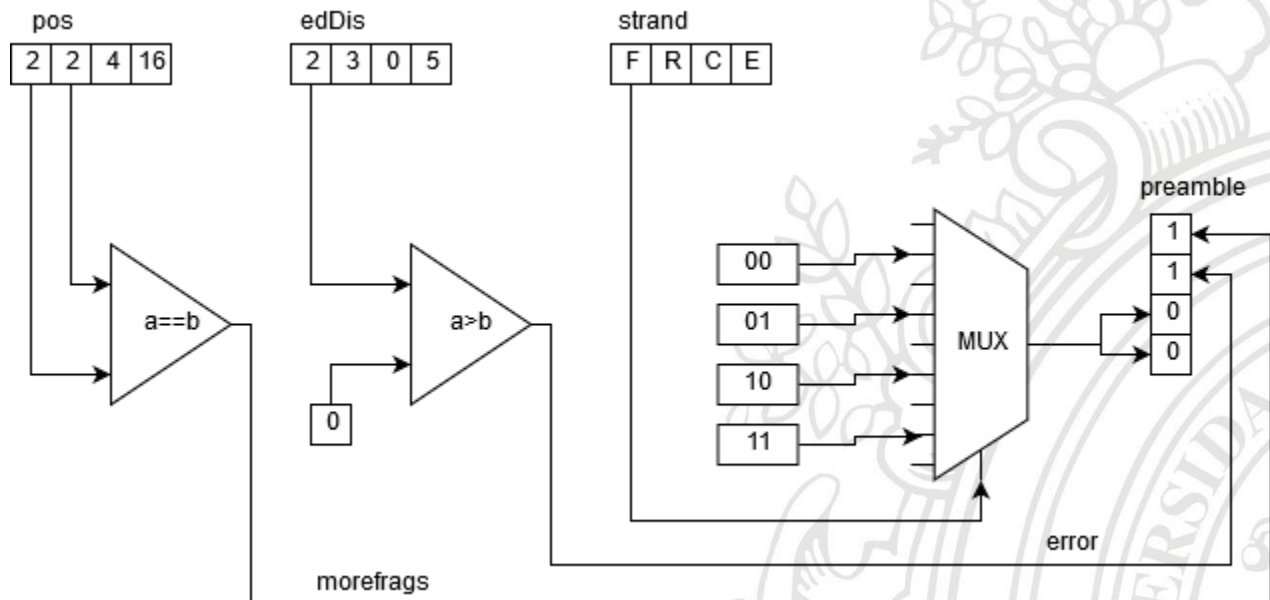 pos edDis strand
2 2 4 16 2 3 0 5 F R C E
preamble
1
00
1
01
0
a==b a>b MUX
0
10
0
11
error
morefrags
ERSIDA